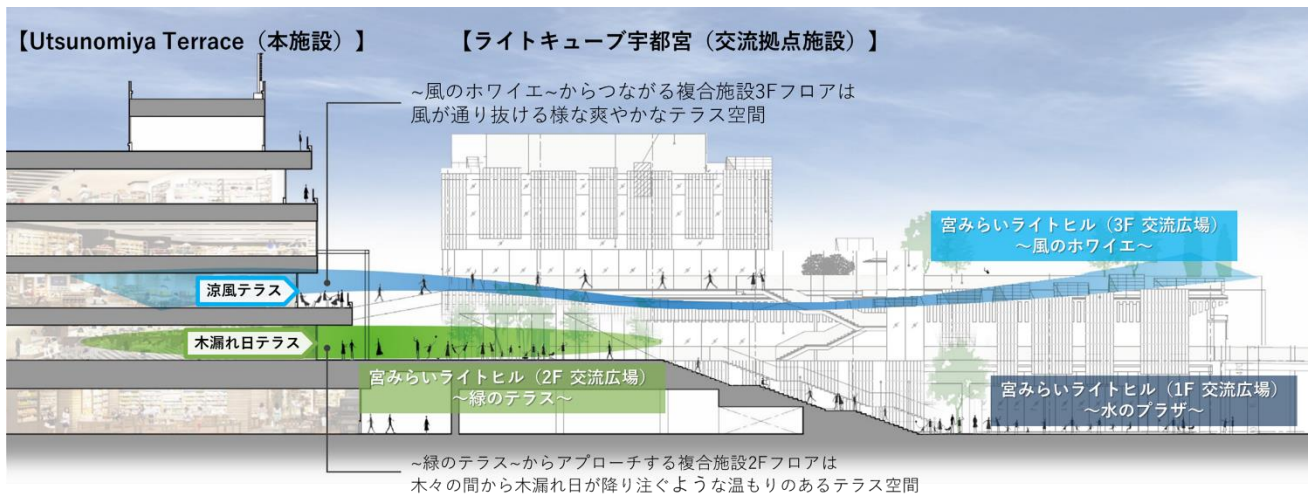 【Utsunomiya Terrace（本施設）】
【ライトキューブ宇都宮（交流拠点施設）】
~風のホワイエ~からつながる複合施設3Fフロアは
風が通り抜ける様な爽やかなテラス空間
宮みらいライトヒル（3F 交流広場）
～風のホワイエ～
涼風テラス
木漏れ日テラス
宮みらいライトヒル（2F 交流広場）
～緑のテラス～
宮みらいライトヒル（1F 交流広場）
～水のプラザ～
~緑のテラス~からアプローチする複合施設2Fフロアは
木々の間から木漏れ日が降り注ぐような温もりのあるテラス空間